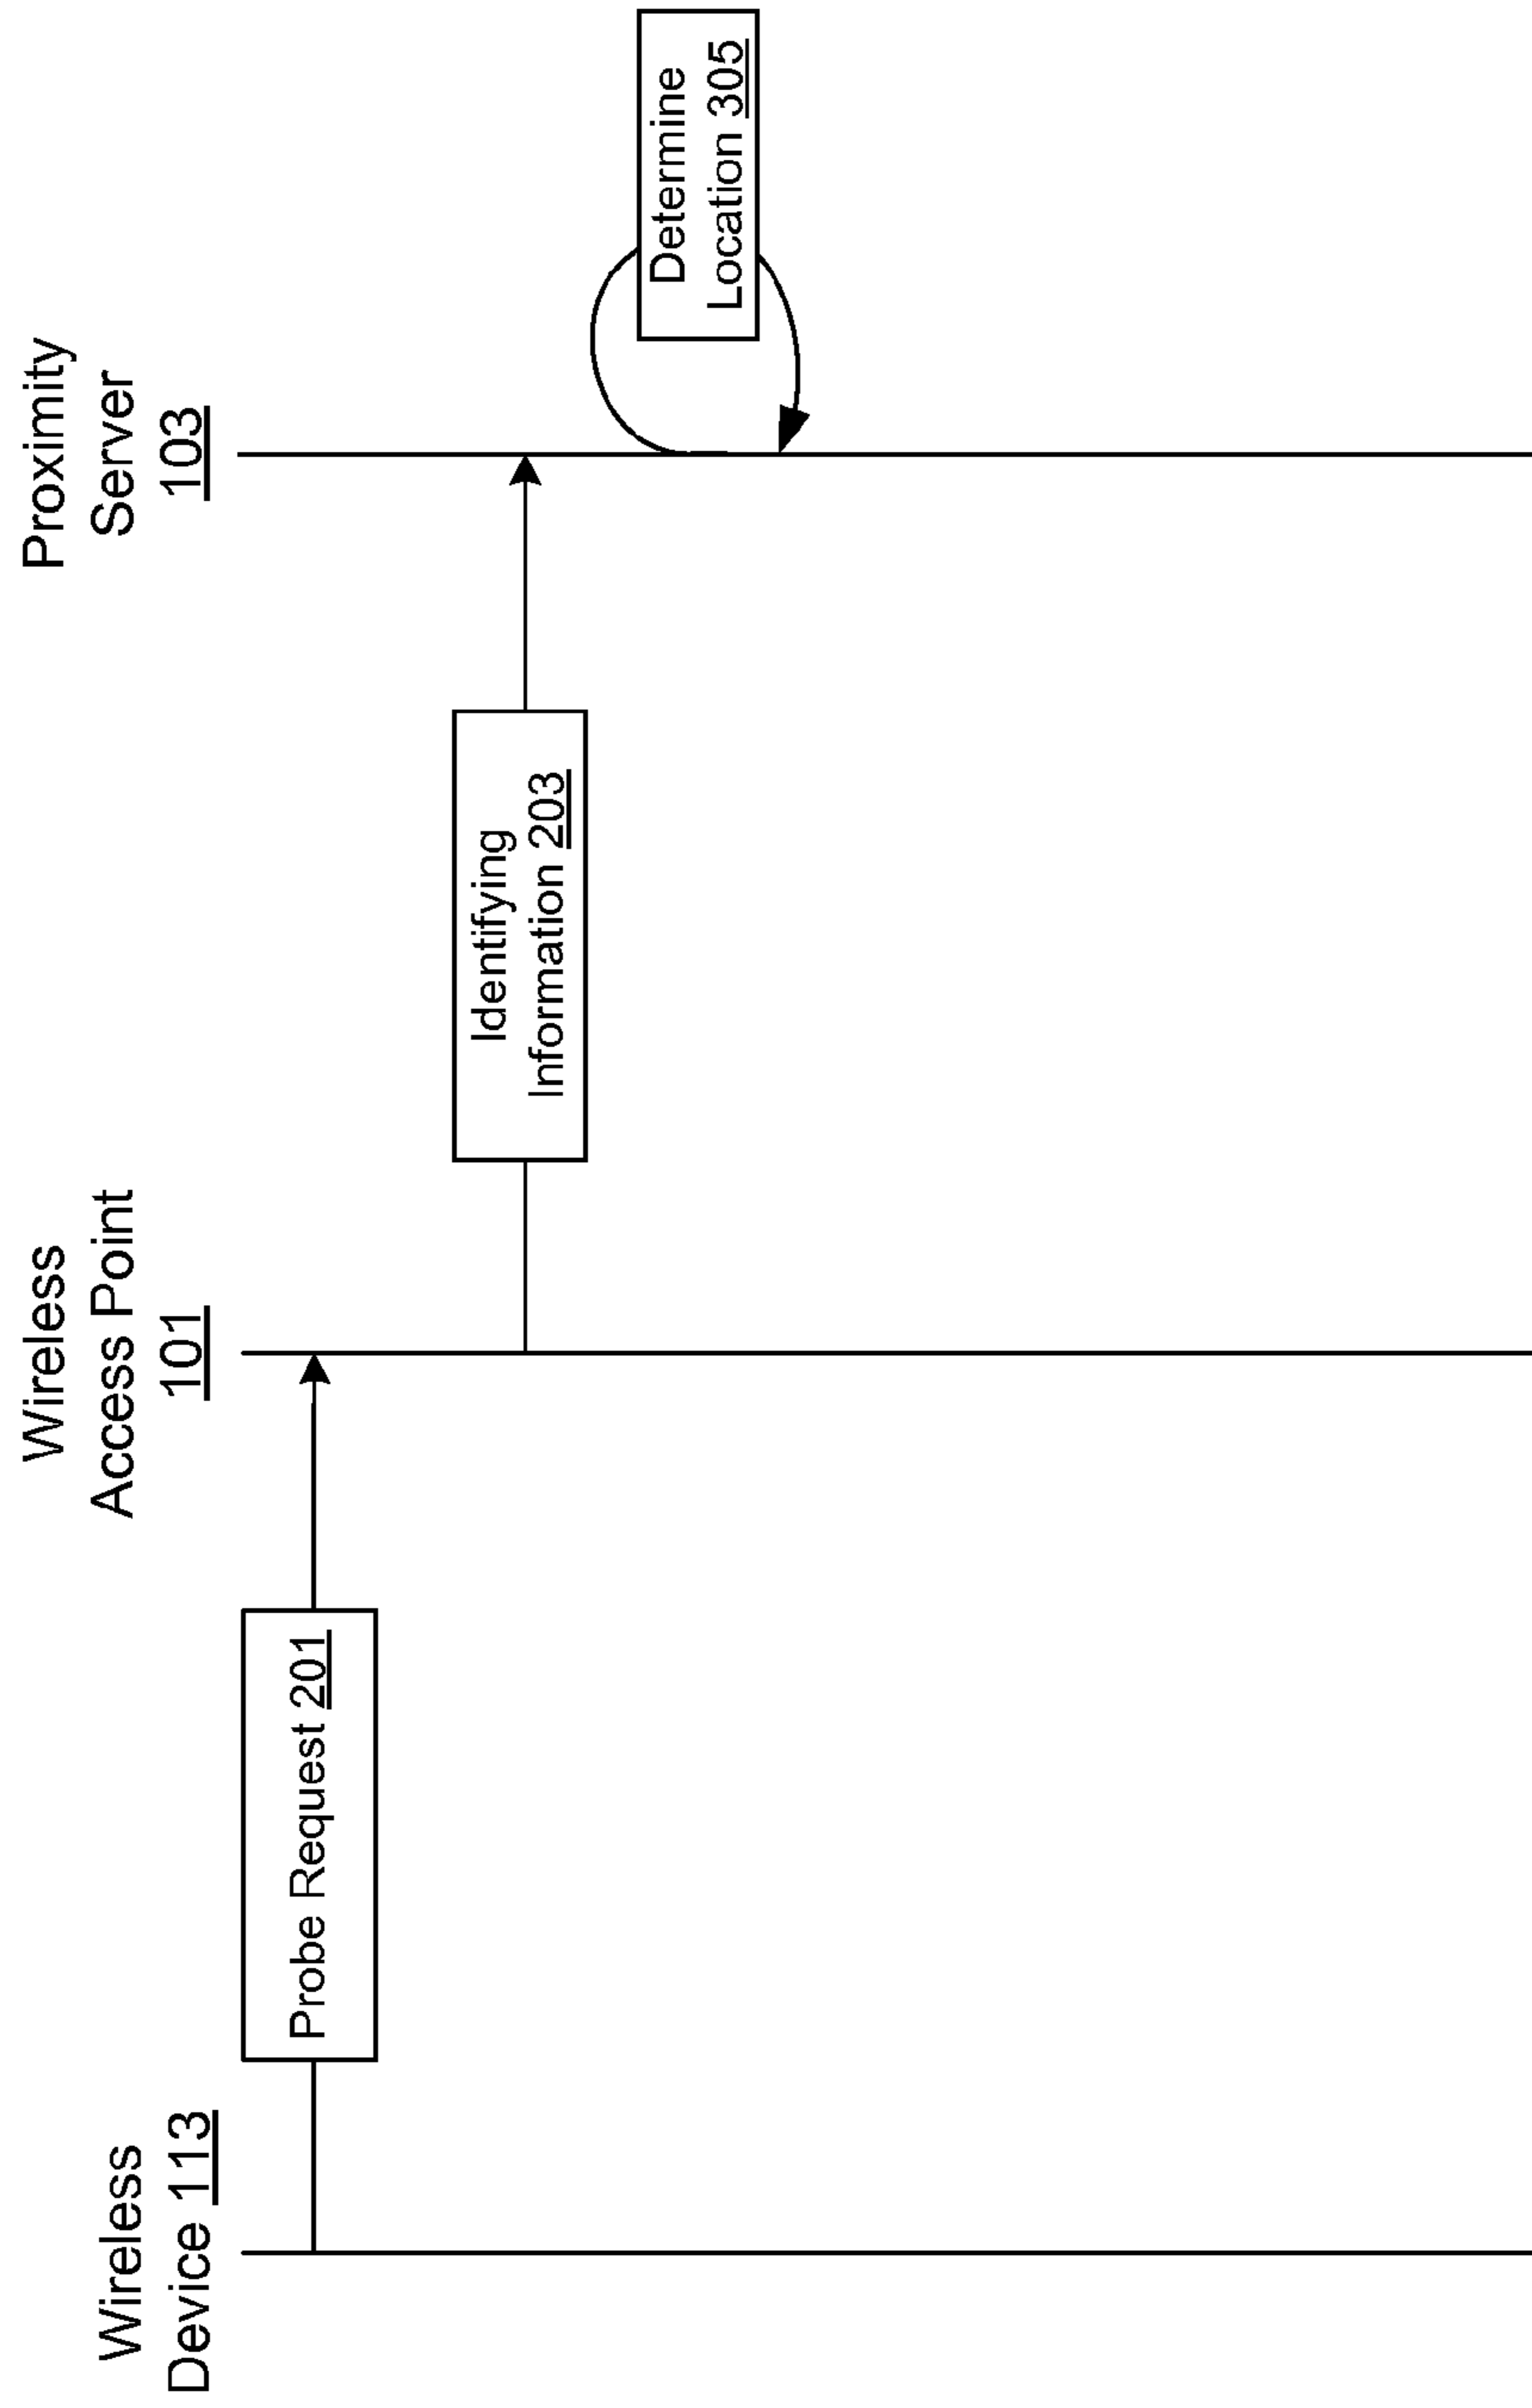 Wireless
Device 113
Wireless
Access Point
101
Proximity
Server
103
Probe Request 201
Identifying
Information 203
Determine
Location 305